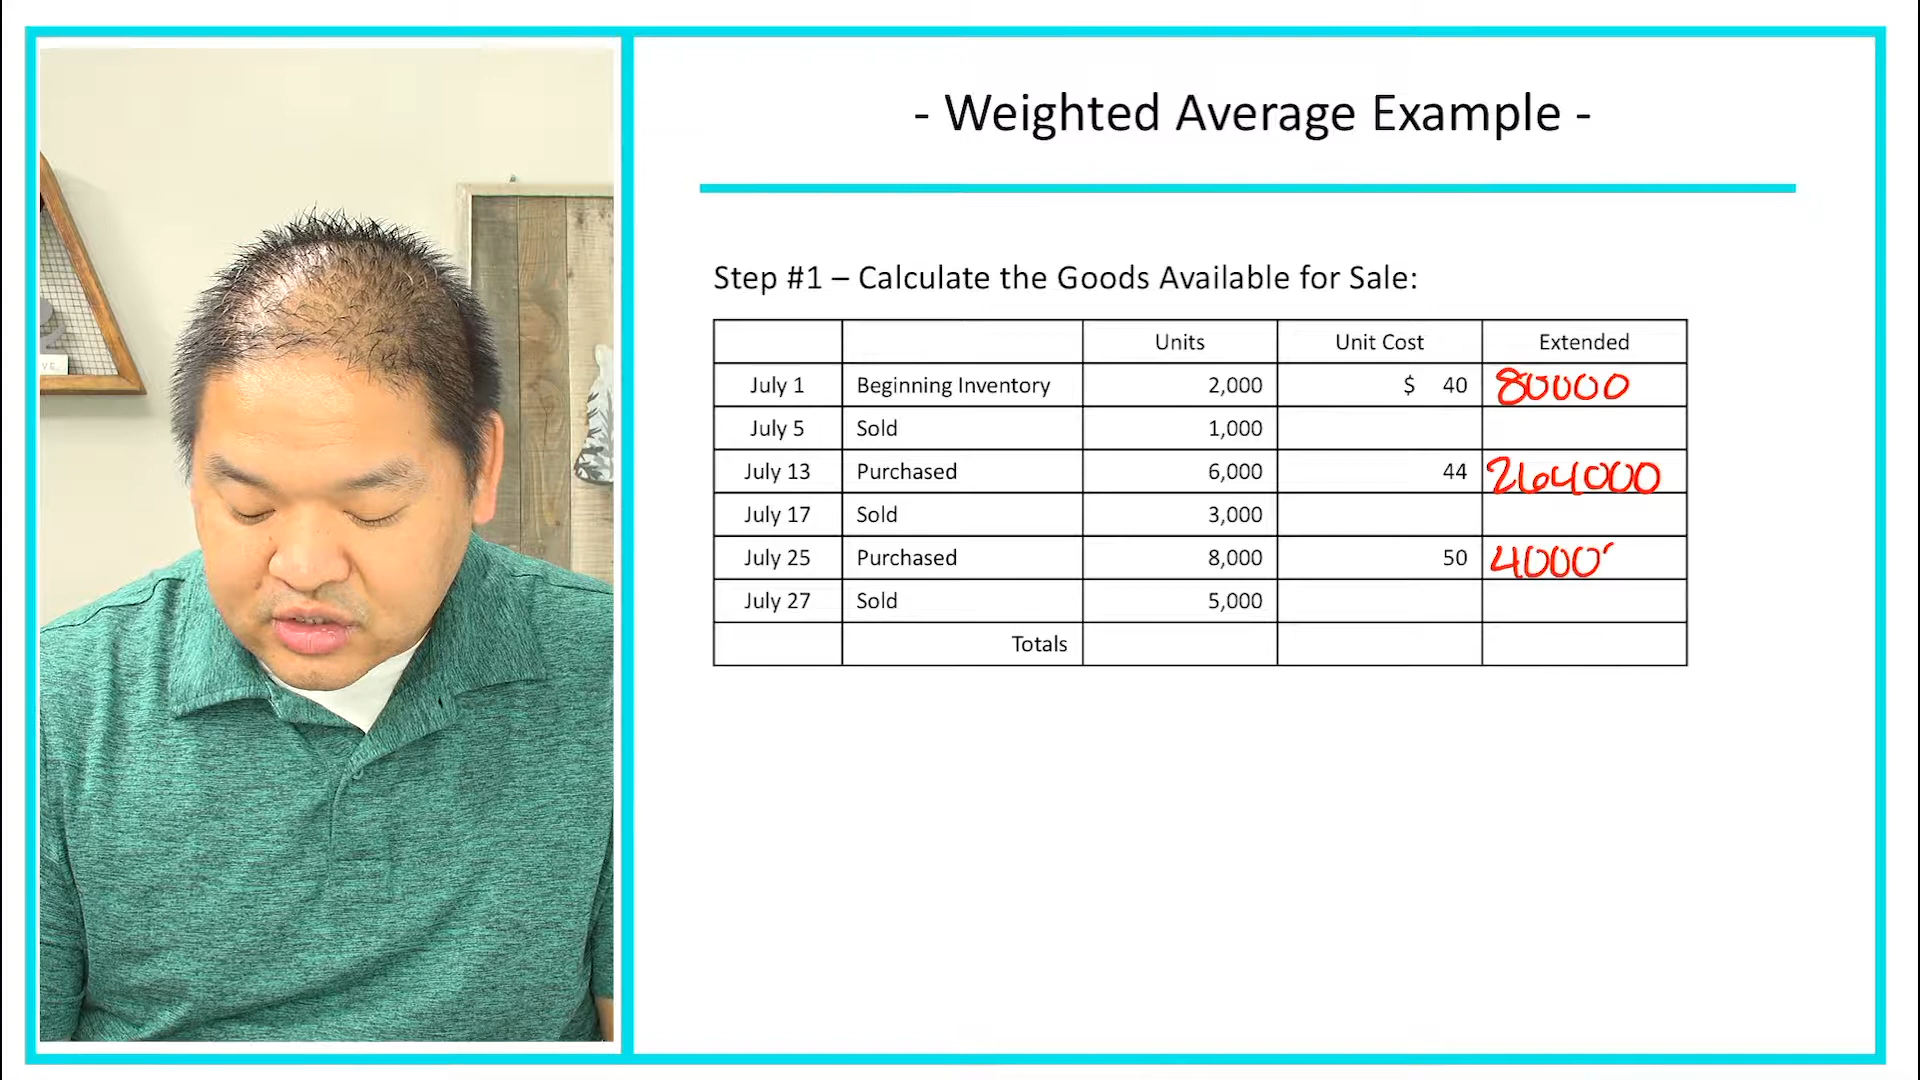 - Weighted Average Example -
Step #1 – Calculate the Goods Available for Sale:
Units Unit Cost Extended
July 1 Beginning Inventory 2,000 $ 40 80000
July 5 Sold 1,000
July 13 Purchased 6,000 44 264000
July 17 Sold 3,000
July 25 Purchased 8,000 50 4000
July 27 Sold 5,000
Totals
VE